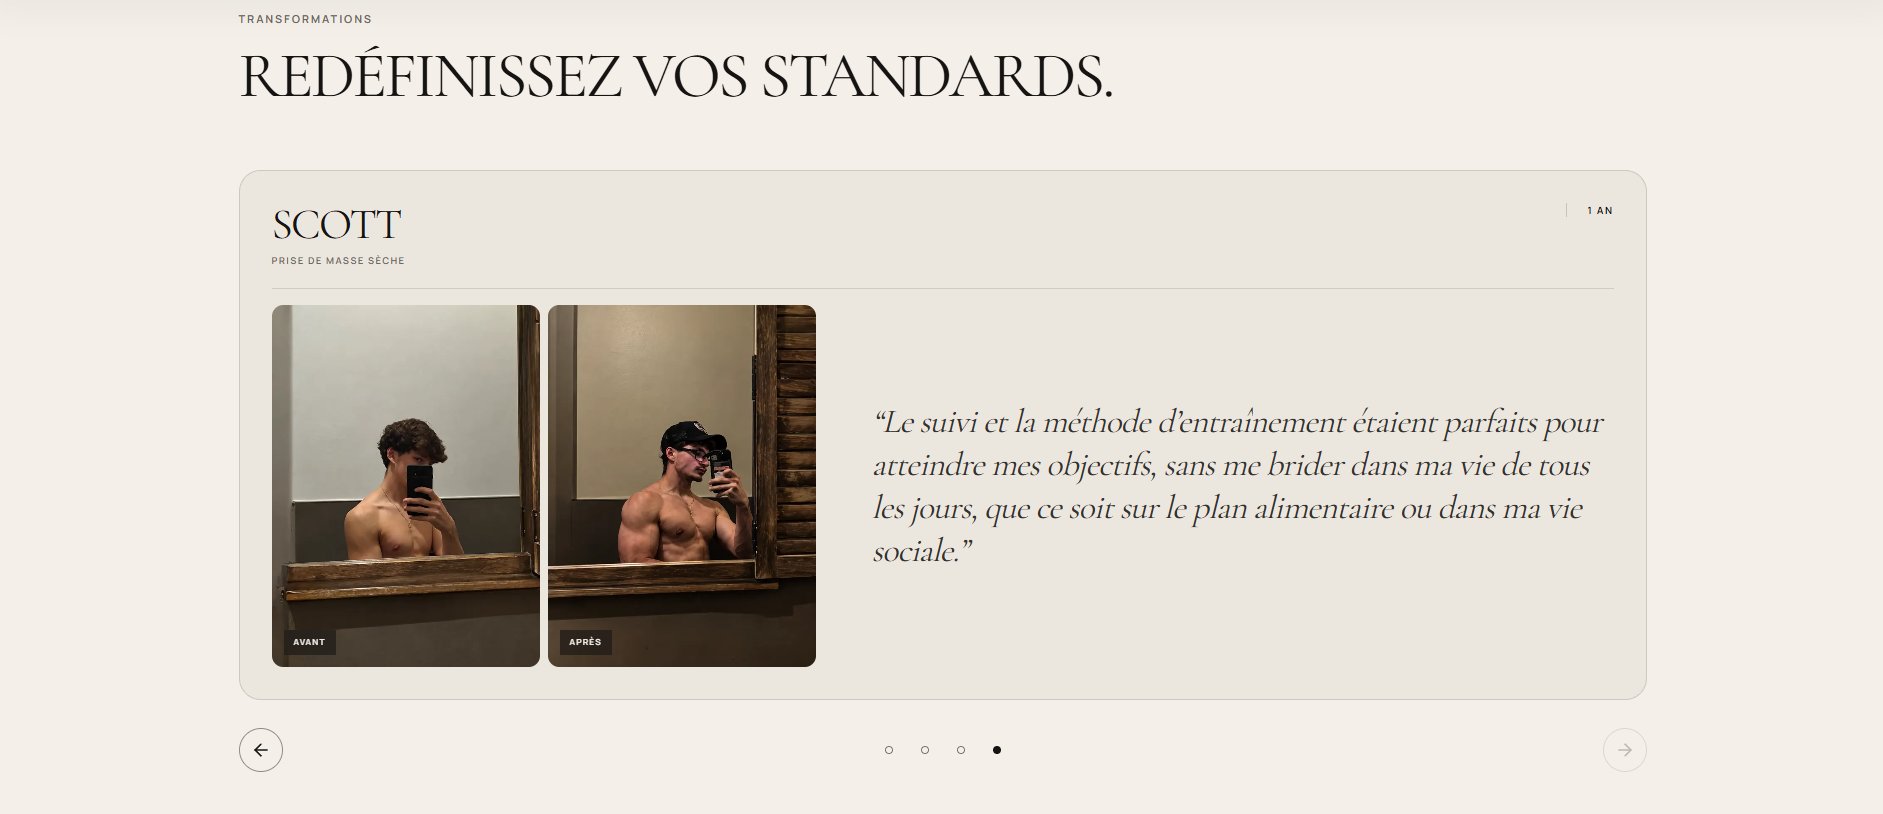 TRANSFORMATIONS
REDÉFINISSEZ VOS STANDARDS.
SCOTT
1 AN
PRISE DE MASSE SÈCHE
AVANT
APRÈS
“Le suivi et la méthode d’entraînement étaient parfaits pour
atteindre mes objectifs, sans me brider dans ma vie de tous
les jours, que ce soit sur le plan alimentaire ou dans ma vie
sociale.”